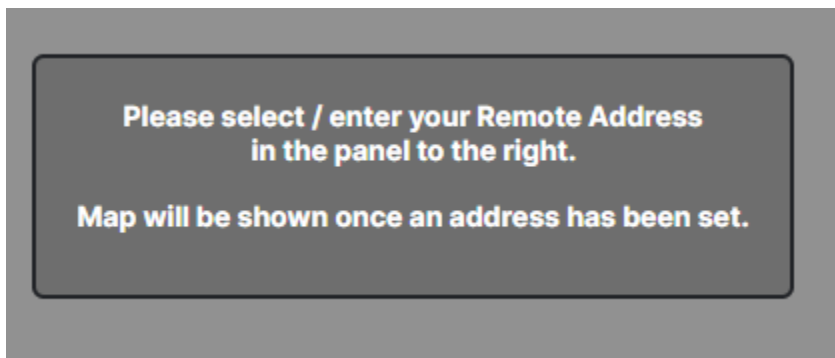 Please select / enter your Remote Address
in the panel to the right.
Map will be shown once an address has been set.